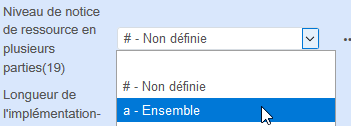 Niveau de notice
de ressource en
plusieurs
parties(19)
# - Non définie
# - Non définie
a - Ensemble
Longueur de
l'implémentation-